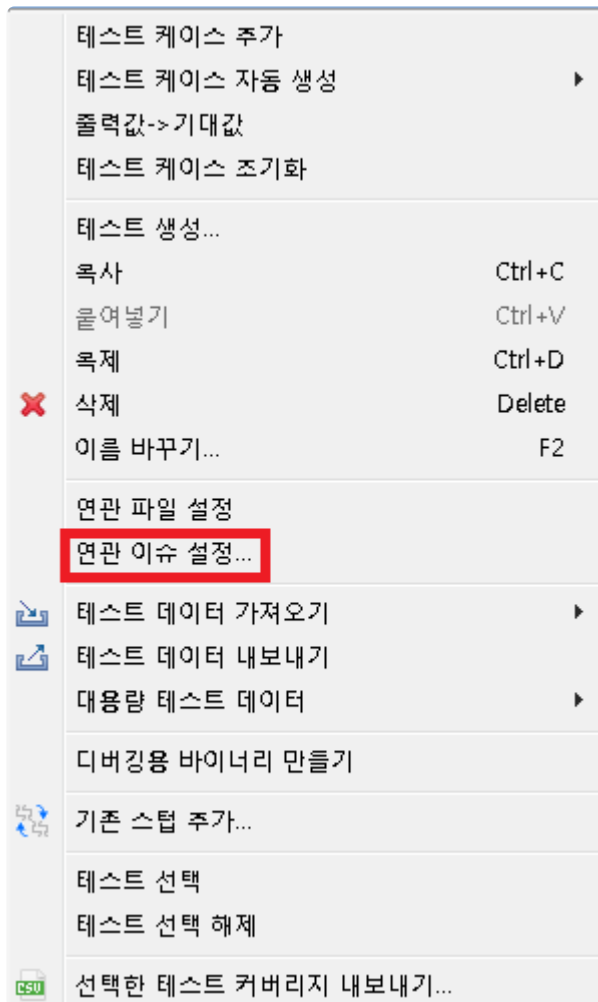 테스트 케이스 추가
테스트 케이스 자동 생성
출력값->기대값
테스트 케이스 초기화
테스트 생성...
복사 Ctrl+C
붙여넣기 Ctrl+V
복제 Ctrl+D
삭제 Delete
이름 바꾸기... F2
연관 파일 설정
연관 이슈 설정...
테스트 데이터 가져오기
테스트 데이터 내보내기
대용량 테스트 데이터
디버깅용 바이너리 만들기
기존 스텁 추가...
테스트 선택
테스트 선택 해제
CSV 선택한 테스트 커버리지 내보내기...